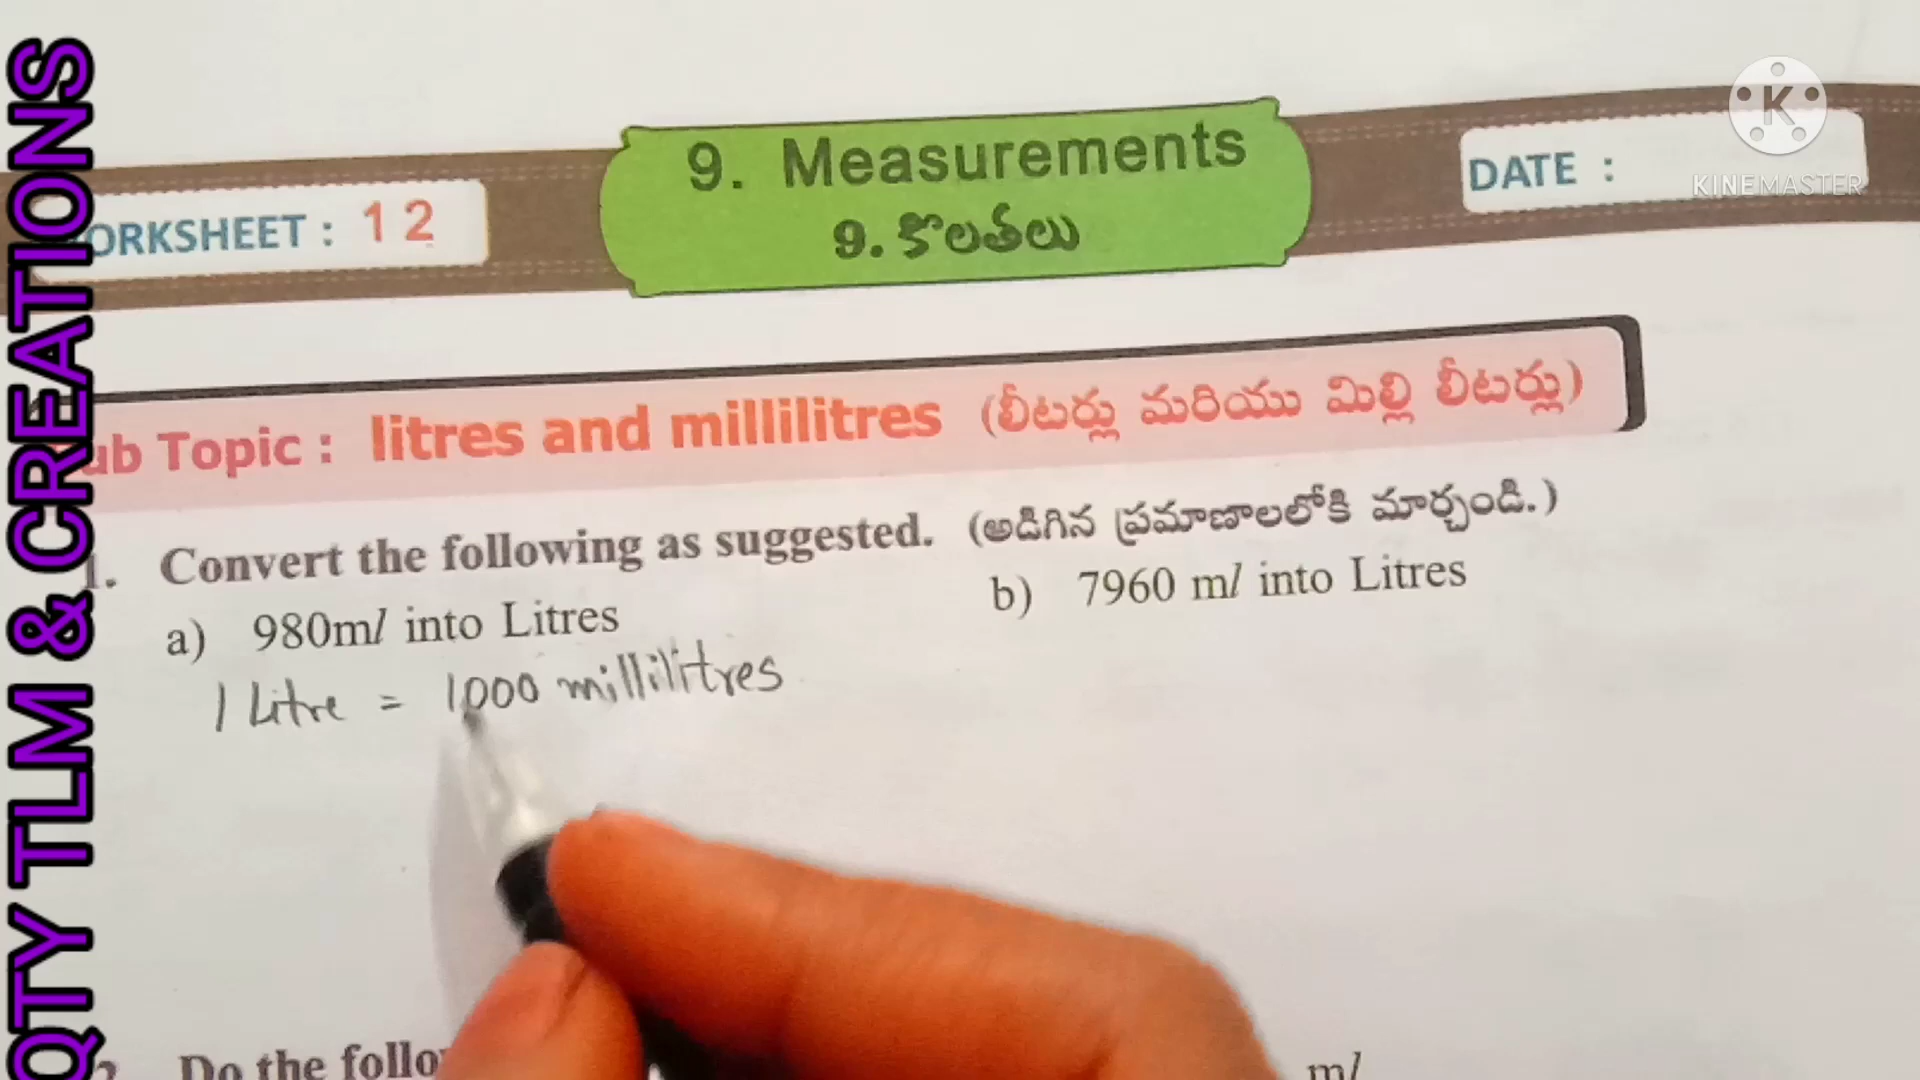 QTY TLM & CREATIONS
ORKSHEET : 12
9. Measurements
9. కొలతలు
DATE :
KINEMASTER
ub Topic : litres and millilitres (లీటర్లు మరియు మిల్లి లీటర్లు)
1. Convert the following as suggested. (అడిగిన ప్రమాణాలలోకి మార్చండి.)
a) 980ml into Litres
b) 7960 ml into Litres
1 Litre = 1000 millilitres
2. Do the follo
ml